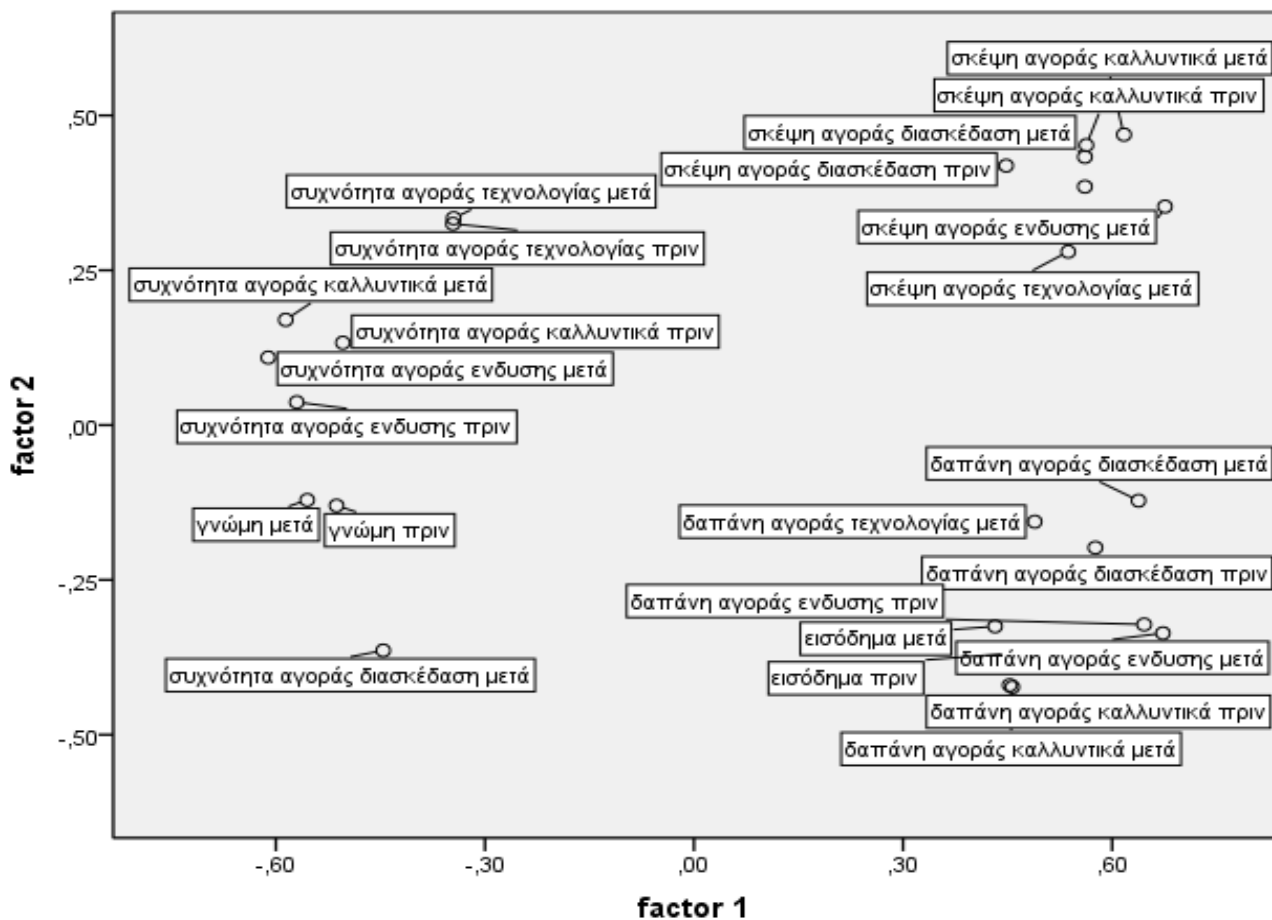 σκέψη αγοράς καλλυντικά μετά
σκέψη αγοράς καλλυντικά πριν
,50
σκέψη αγοράς διασκέδαση μετά
σκέψη αγοράς διασκέδαση πριν
συχνότητα αγοράς τεχνολογίας μετά
σκέψη αγοράς ενδυσης μετά
συχνότητα αγοράς τεχνολογίας πριν
,25
συχνότητα αγοράς καλλυντικά μετά
σκέψη αγοράς τεχνολογίας μετά
συχνότητα αγοράς καλλυντικά πριν
συχνότητα αγοράς ενδυσης μετά
factor 2
,00
συχνότητα αγοράς ενδυσης πριν
δαπάνη αγοράς διασκέδαση μετά
γνώμη μετά
γνώμη πριν
δαπάνη αγοράς τεχνολογίας μετά
-,25
δαπάνη αγοράς διασκέδαση πριν
δαπάνη αγοράς ενδυσης πριν
εισόδημα μετά
δαπάνη αγοράς ενδυσης μετά
συχνότητα αγοράς διασκέδαση μετά
εισόδημα πριν
δαπάνη αγοράς καλλυντικά πριν
-,50
δαπάνη αγοράς καλλυντικά μετά
-,60
-,30
,00
,30
,60
factor 1